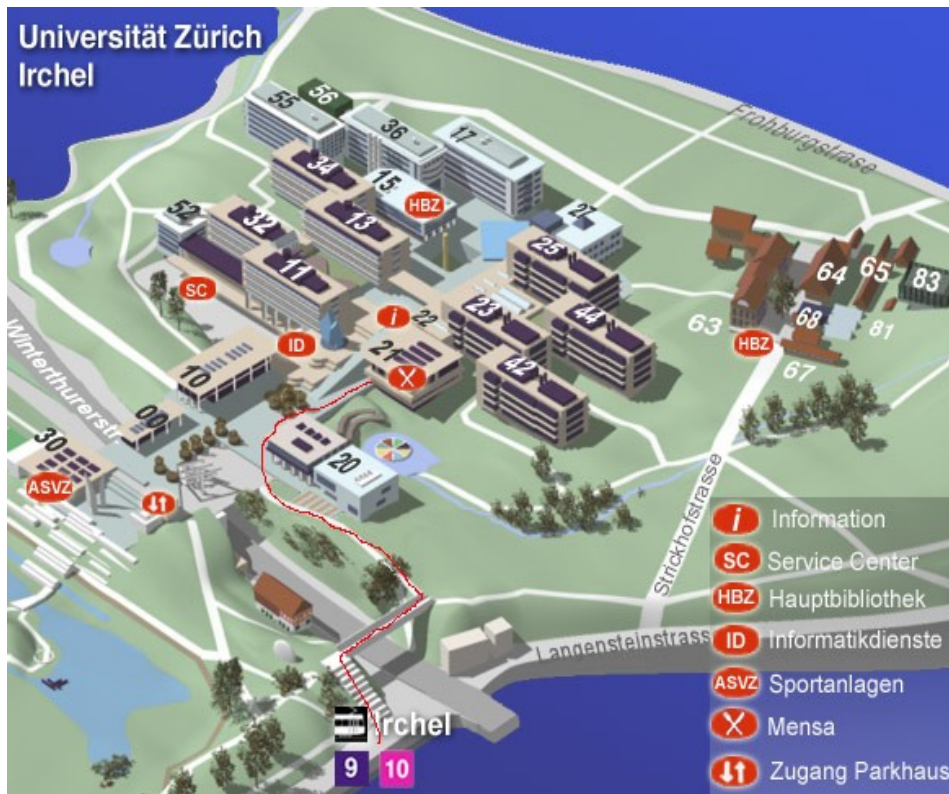 Universität Zürich
Irchel
Frohburgstrase
56
55
36
17
34
15
HBZ
52
32
13
27
25
11
SC
64
65
83
i
22
23
44
63
68
81
ID
21
HBZ
67
10
42
Winterthurerstr.
30
20
ASVZ
Strickhofstrasse
i Information
SC Service Center
HBZ Hauptbibliothek
Langensteinstrass
ID Informatikdienste
ASVZ Sportanlagen
Irchel
Mensa
9 10
Zugang Parkhaus